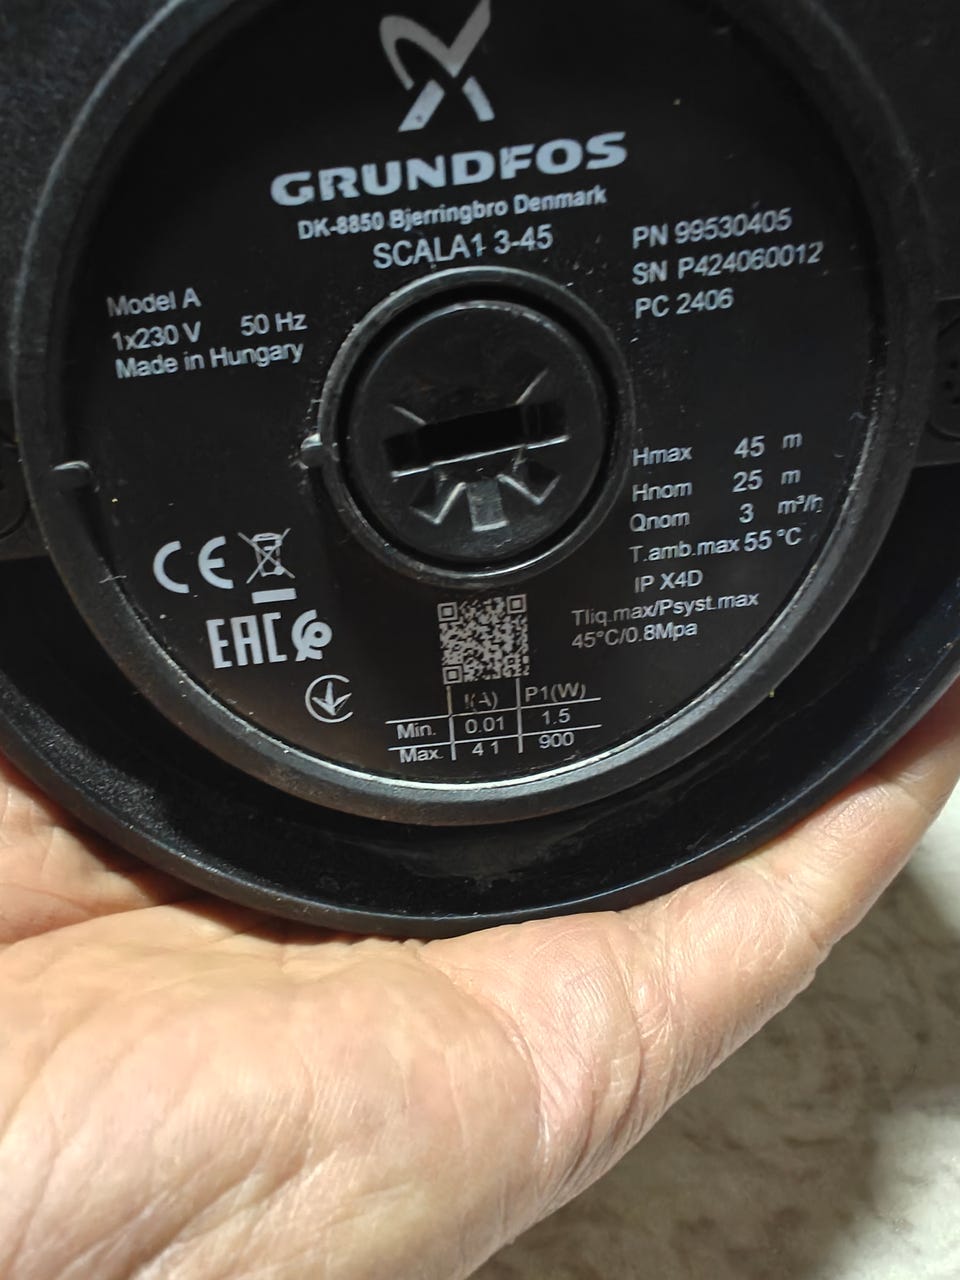 GRUNDFOS
DK-8850 Bjerringbro Denmark
SCALA1 3-45
Model A
1x230 V 50 Hz
Made in Hungary
PN 99530405
SN P424060012
PC 2406
Hmax 45 m
Hnom 25 m
Qnom 3 m³/h
T.amb.max 55 °C
IP X4D
Tliq.max/Psyst.max
45°C/0.8Mpa
CE
EAC
I(A) P1(W)
Min. 0.01 1.5
Max. 4.1 900